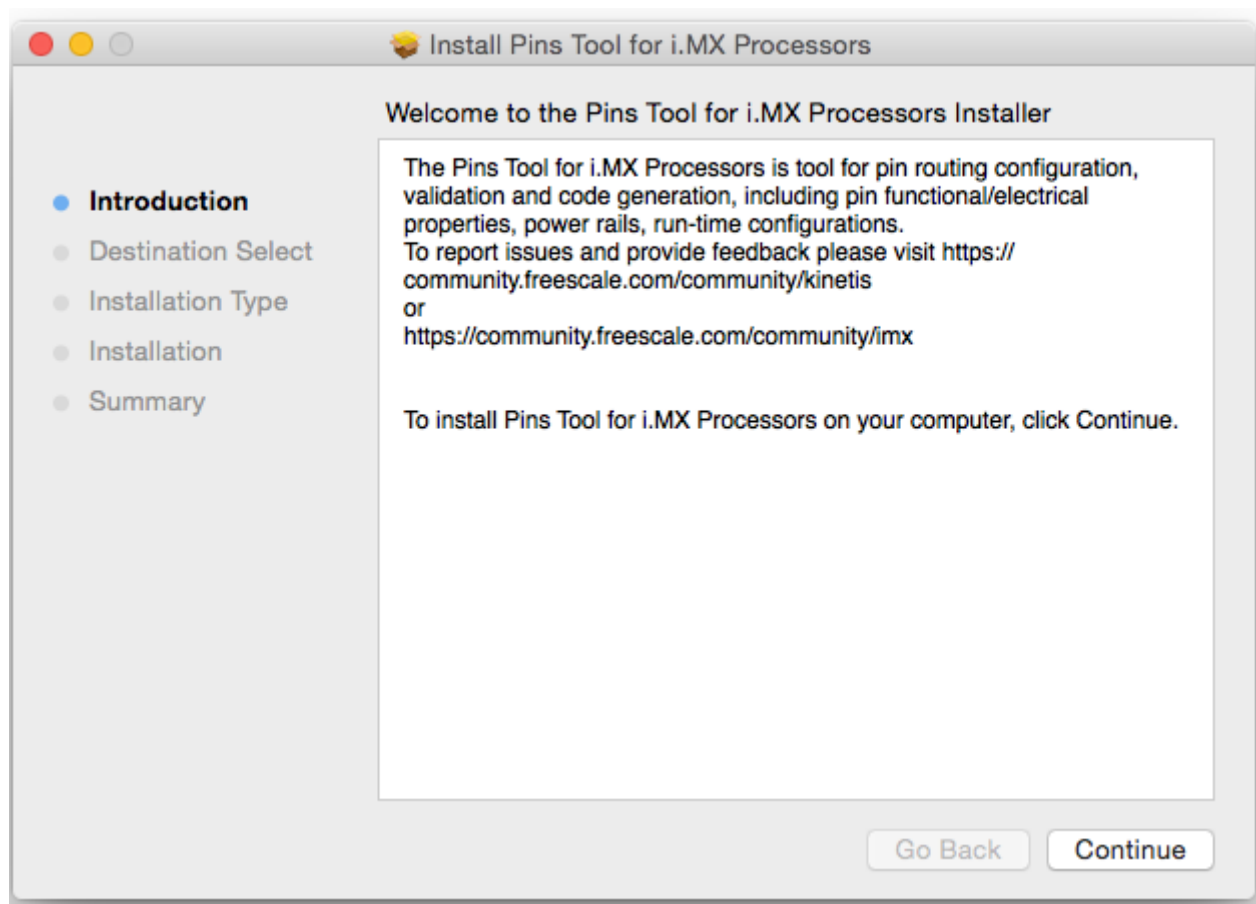 Install Pins Tool for i.MX Processors
Welcome to the Pins Tool for i.MX Processors Installer
Introduction
Destination Select
Installation Type
Installation
Summary
The Pins Tool for i.MX Processors is tool for pin routing configuration,
validation and code generation, including pin functional/electrical
properties, power rails, run-time configurations.
To report issues and provide feedback please visit https://
community.freescale.com/community/kinetis
or
https://community.freescale.com/community/imx
To install Pins Tool for i.MX Processors on your computer, click Continue.
Go Back
Continue